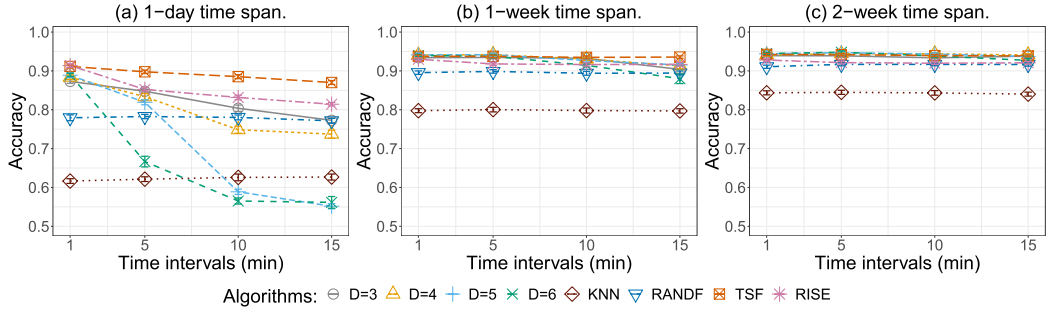 (a) 1−day time span.
(b) 1−week time span.
(c) 2−week time span.
Accuracy
1.0
0.9
0.8
0.7
0.6
0.5
1 5 10 15
Time intervals (min)
Accuracy
1.0
0.9
0.8
0.7
0.6
0.5
1 5 10 15
Time intervals (min)
Accuracy
1.0
0.9
0.8
0.7
0.6
0.5
1 5 10 15
Time intervals (min)
Algorithms: D=3 D=4 D=5 D=6 KNN RANDF TSF RISE